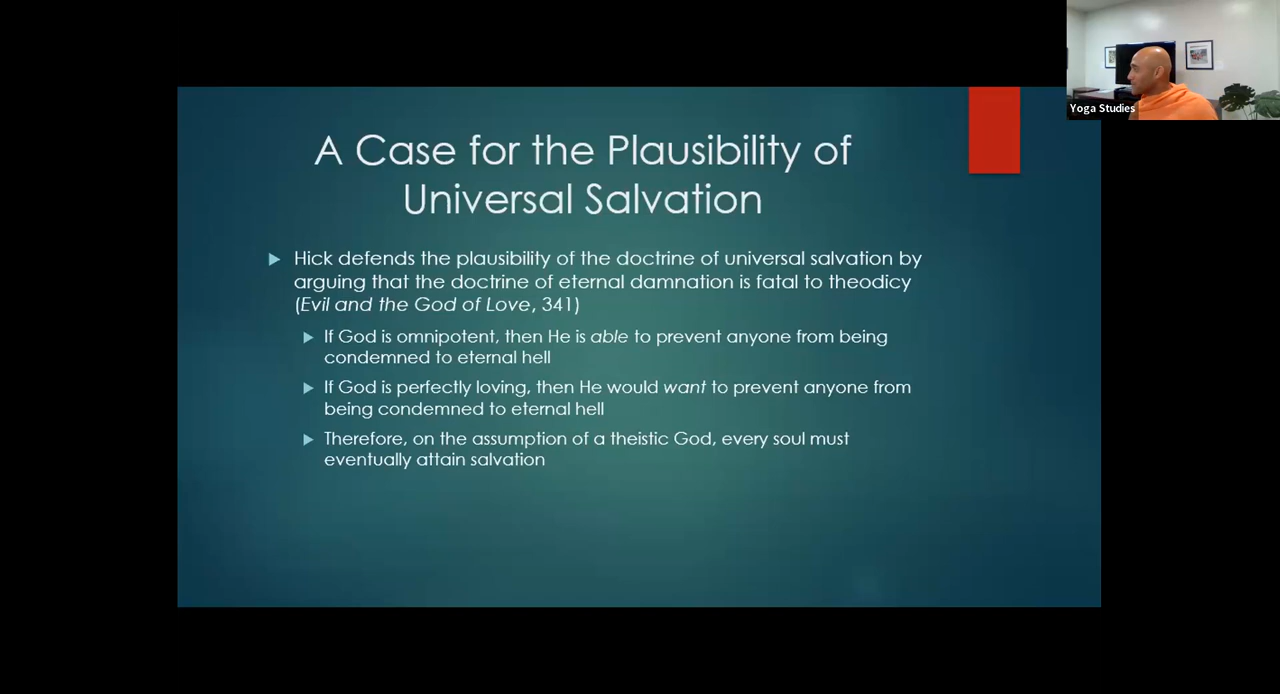 Yoga Studies
A Case for the Plausibility of
Universal Salvation
Hick defends the plausibility of the doctrine of universal salvation by
arguing that the doctrine of eternal damnation is fatal to theodicy
(Evil and the God of Love, 341)
If God is omnipotent, then He is able to prevent anyone from being
condemned to eternal hell
If God is perfectly loving, then He would want to prevent anyone from
being condemned to eternal hell
Therefore, on the assumption of a theistic God, every soul must
eventually attain salvation